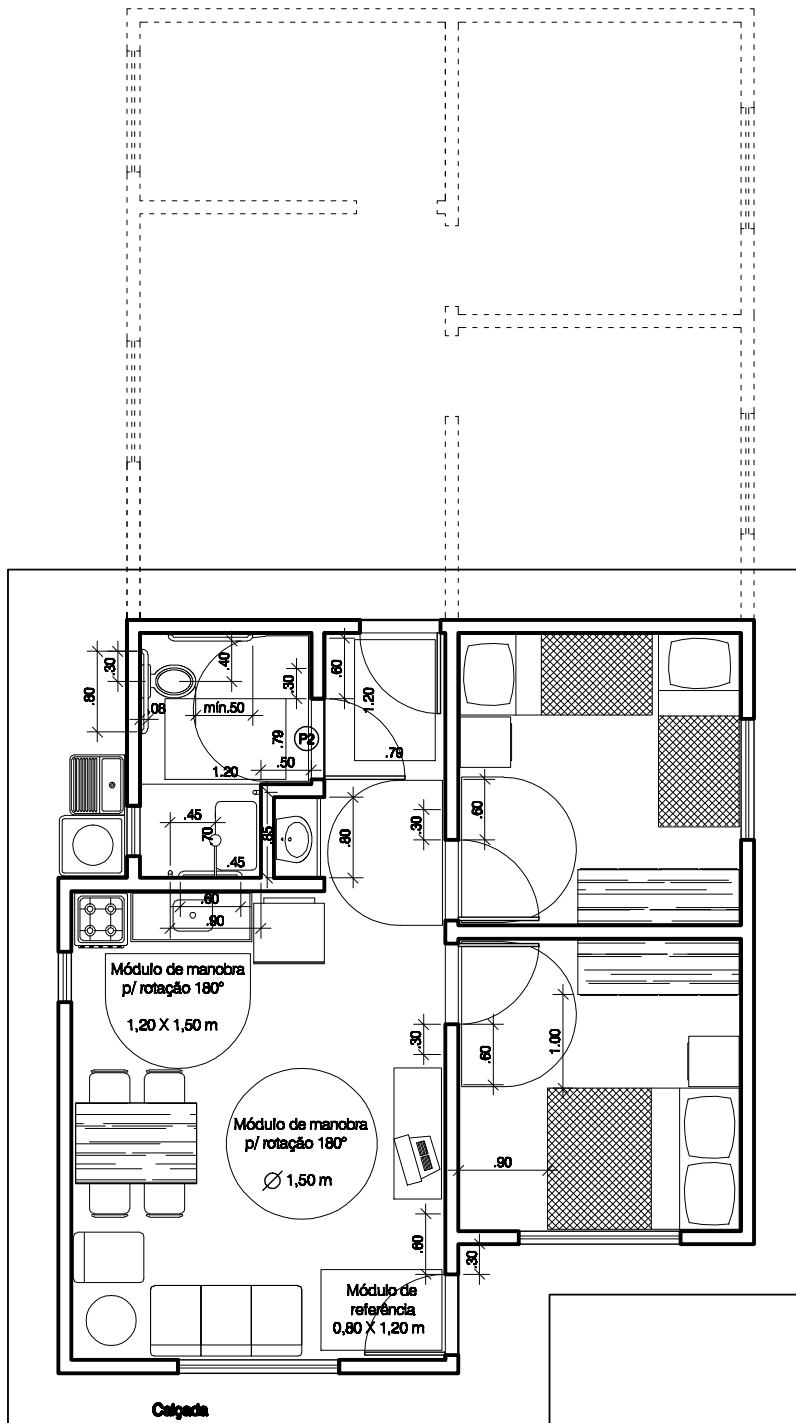 .30
.80
.40
.60
.08
mín.50
.30
1.20
.79
P2
1.20
.50
.79
.45
.70
.85
.80
.30
.60
.45
.60
.90
Módulo de manobra
p/ rotação 180°
1,20 X 1,50 m
.30
.60
1.00
Módulo de manobra
p/ rotação 180°
Ø 1,50 m
.90
.60
.30
Módulo de
referência
0,80 X 1,20 m
Calçada